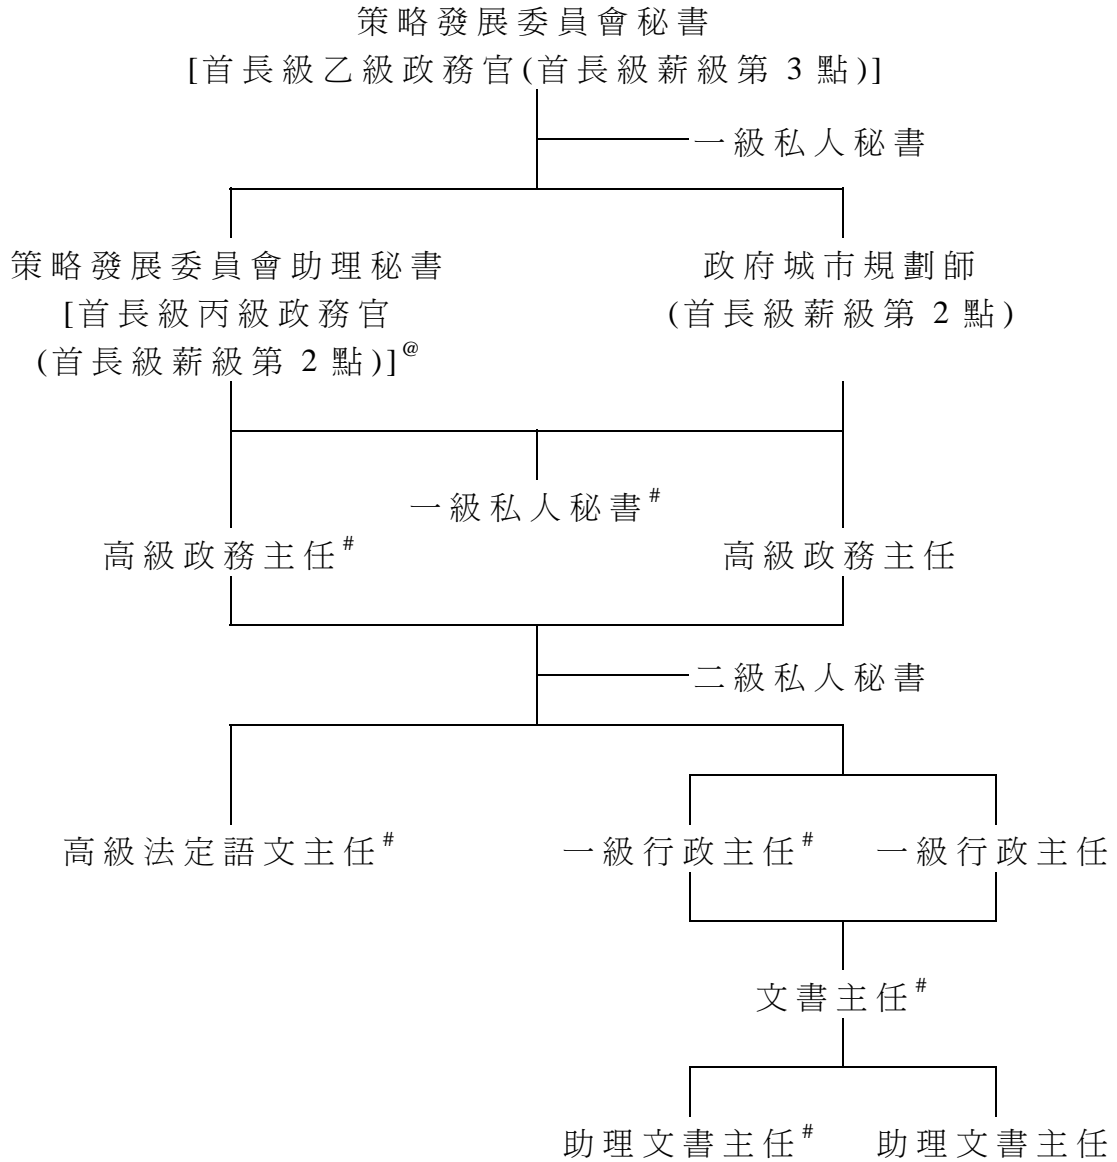 策略發展委員會秘書
[首長級乙級政務官(首長級薪級第 3 點)]
一級私人秘書
策略發展委員會助理秘書
[首長級丙級政務官
(首長級薪級第 2 點)]@
政府城市規劃師
(首長級薪級第 2 點)
一級私人秘書#
高級政務主任#
高級政務主任
二級私人秘書
高級法定語文主任#
一級行政主任#
一級行政主任
文書主任#
助理文書主任#
助理文書主任